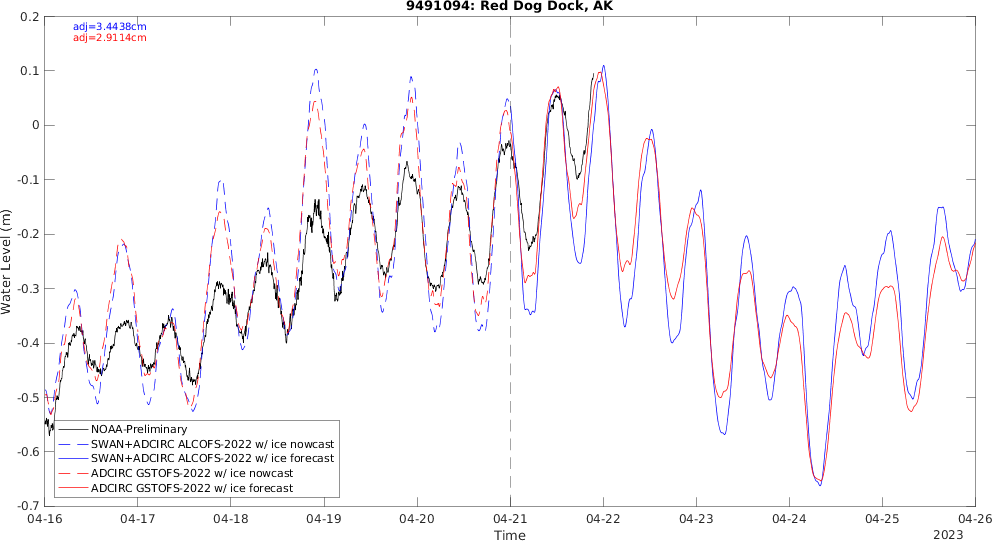 9491094: Red Dog Dock, AK
adj=3.4438cm
adj=2.9114cm
0.2
0.1
0
-0.1
-0.2
-0.3
-0.4
-0.5
-0.6
-0.7
Water Level (m)
NOAA-Preliminary
SWAN+ADCIRC ALCOFS-2022 w/ ice nowcast
SWAN+ADCIRC ALCOFS-2022 w/ ice forecast
ADCIRC GSTOFS-2022 w/ ice nowcast
ADCIRC GSTOFS-2022 w/ ice forecast
04-16 04-17 04-18 04-19 04-20 04-21 04-22 04-23 04-24 04-25 04-26
Time
2023